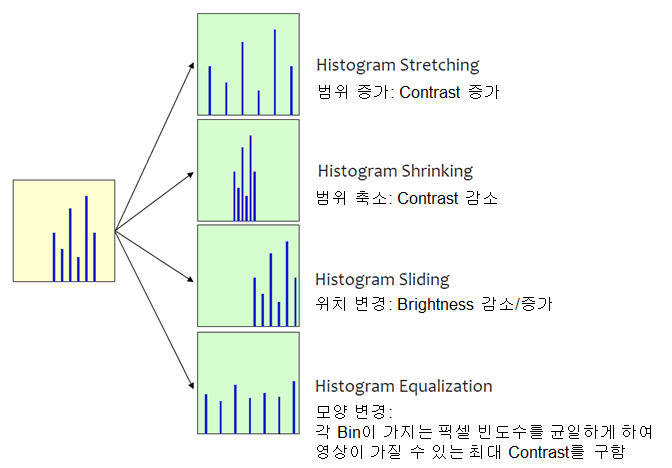 Histogram Stretching
범위 증가: Contrast 증가
Histogram Shrinking
범위 축소: Contrast 감소
Histogram Sliding
위치 변경: Brightness 감소/증가
Histogram Equalization
모양 변경:
각 Bin이 가지는 픽셀 빈도수를 균일하게 하여
영상이 가질 수 있는 최대 Contrast를 구함